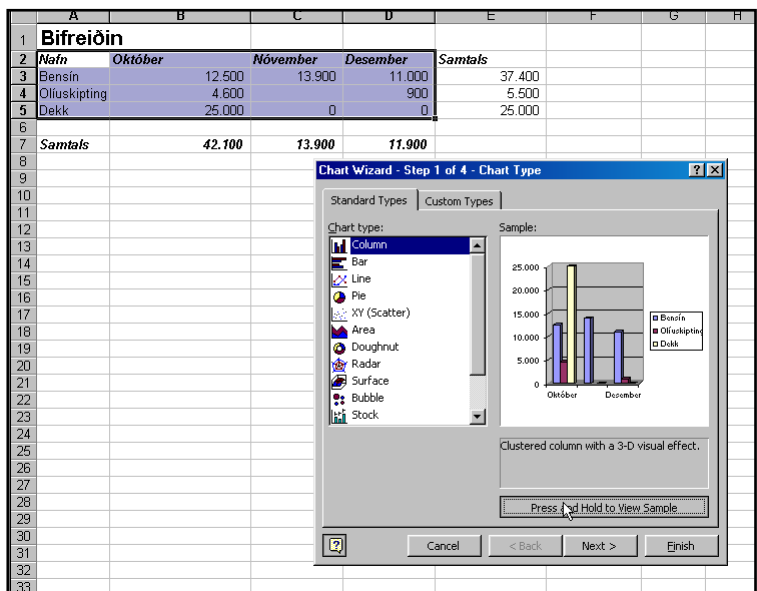 A B C D E F G H
1 Bifreiðin
2 Nafn Október Nóvember Desember Samtals
3 Bensín 12.500 13.900 11.000 37.400
4 Olíuskipting 4.600 900 5.500
5 Dekk 25.000 0 0 25.000
6
7 Samtals 42.100 13.900 11.900
8
9
10
11
12
13
14
15
16
17
18
19
20
21
22
23
24
25
26
27
28
29
30
31
32
33
Chart Wizard - Step 1 of 4 - Chart Type
Standard Types Custom Types
Chart type:
Column
Bar
Line
Pie
XY (Scatter)
Area
Doughnut
Radar
Surface
Bubble
Stock
Sample:
25.000
20.000
15.000
10.000
5.000
0
Október Desember
Bensín
Olíuskipting
Dekk
Clustered column with a 3-D visual effect.
Press and Hold to View Sample
Cancel < Back Next > Finish